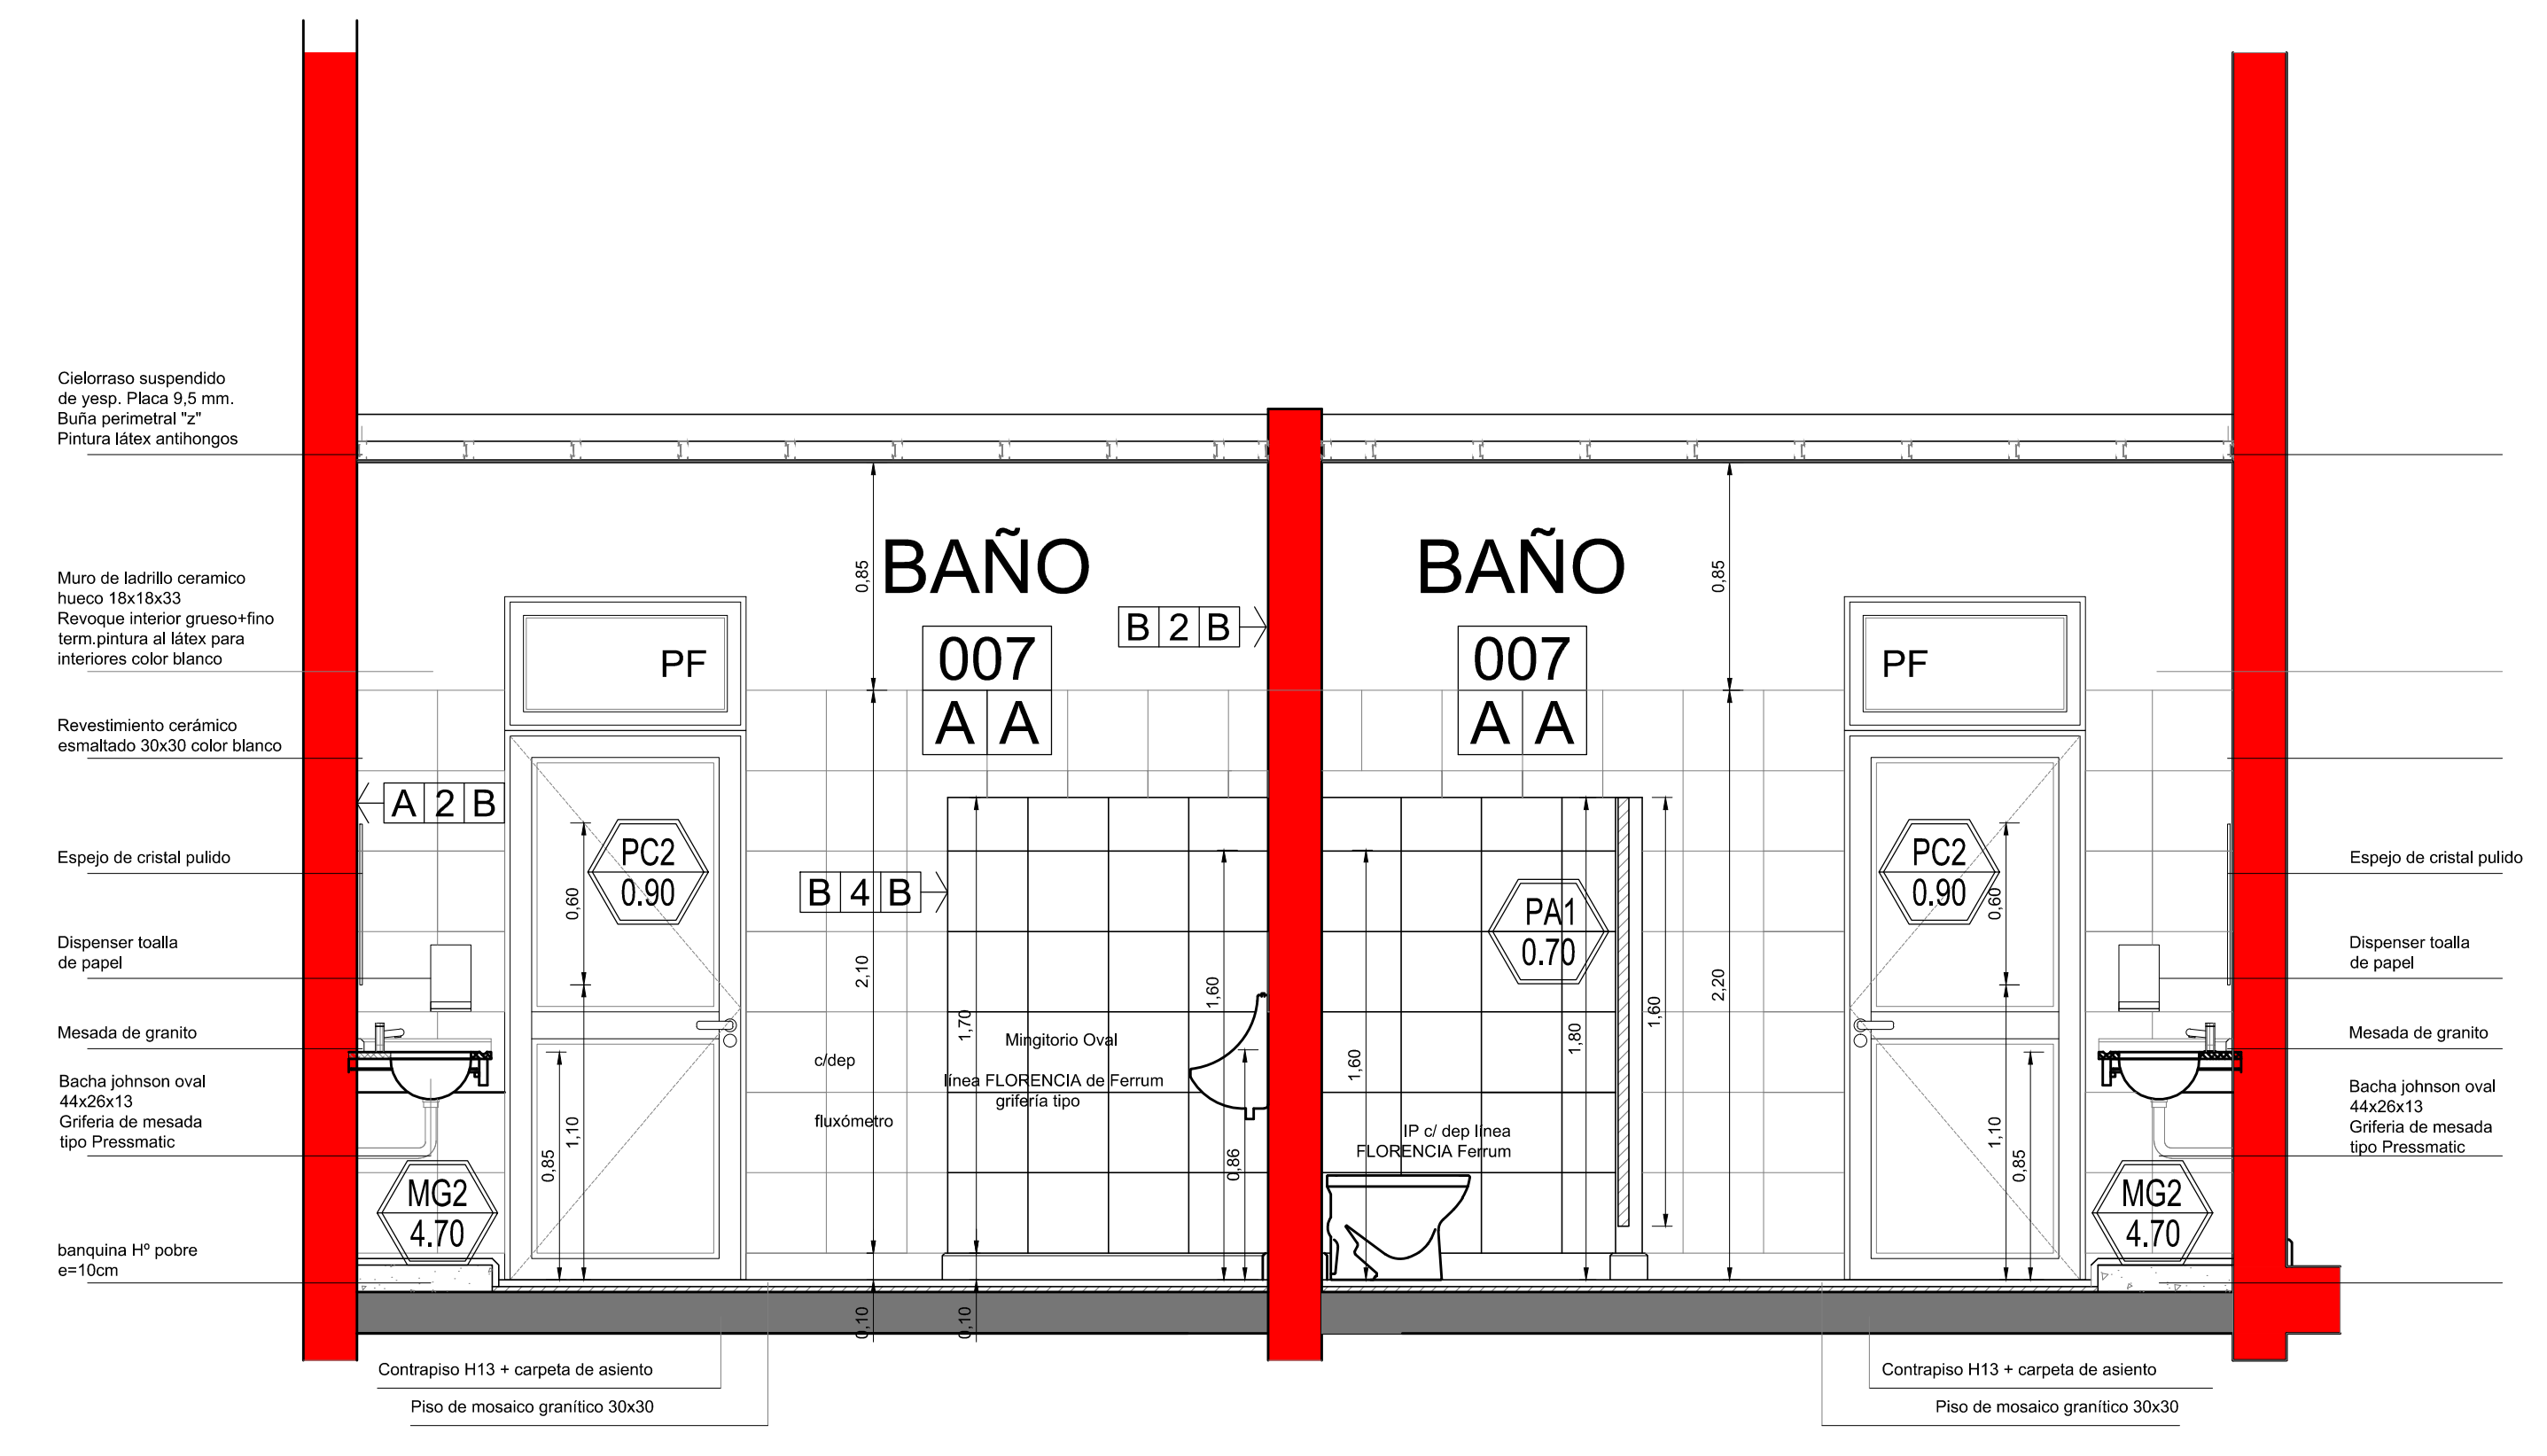 Cielorraso suspendido
de yesp. Placa 9,5 mm.
Buña perimetral "z"
Pintura látex antihongos
Muro de ladrillo ceramico
hueco 18x18x33
Revoque interior grueso+fino
term.pintura al látex para
interiores color blanco
Revestimiento cerámico
esmaltado 30x30 color blanco
Espejo de cristal pulido
Dispenser toalla
de papel
Mesada de granito
Bacha johnson oval
44x26x13
Griferia de mesada
tipo Pressmatic
banquina Hº pobre
e=10cm
A 2 B
PF
PC2
0.90
0,60
1,10
0,85
MG2
4.70
0,85
BAÑO
007
A A
B 2 B
B 4 B
2,10
1,70
1,60
0,86
c/dep
fluxómetro
Mingitorio Oval
línea FLORENCIA de Ferrum
grifería tipo
0,10
0,10
BAÑO
007
A A
0,85
PA1
0.70
1,60
1,80
1,60
2,20
IP c/ dep línea
FLORENCIA Ferrum
PF
PC2
0.90
0,60
1,10
0,85
MG2
4.70
Espejo de cristal pulido
Dispenser toalla
de papel
Mesada de granito
Bacha johnson oval
44x26x13
Griferia de mesada
tipo Pressmatic
Contrapiso H13 + carpeta de asiento
Piso de mosaico granítico 30x30
Contrapiso H13 + carpeta de asiento
Piso de mosaico granítico 30x30